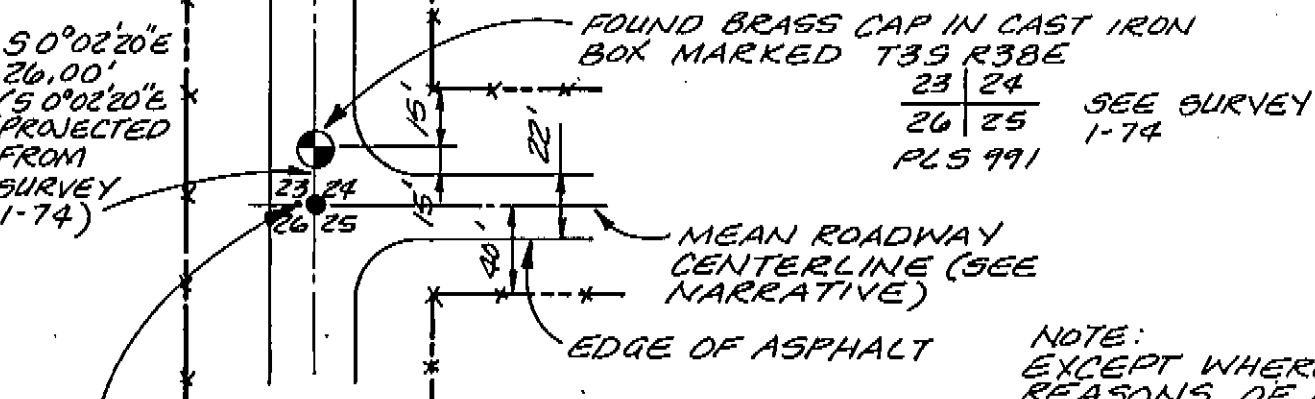 S 0°02'20"E
26.00'
(S 0°02'20"E
PROJECTED
FROM
SURVEY
1-74)
FOUND BRASS CAP IN CAST IRON
BOX MARKED T3S R38E
23 | 24
26 | 25
PLS 991
SEE SURVEY
1-74
15'
22'
15'
40'
23 24
26 25
MEAN ROADWAY
CENTERLINE (SEE
NARRATIVE)
EDGE OF ASPHALT
NOTE:
EXCEPT WHERE
REASONS OF